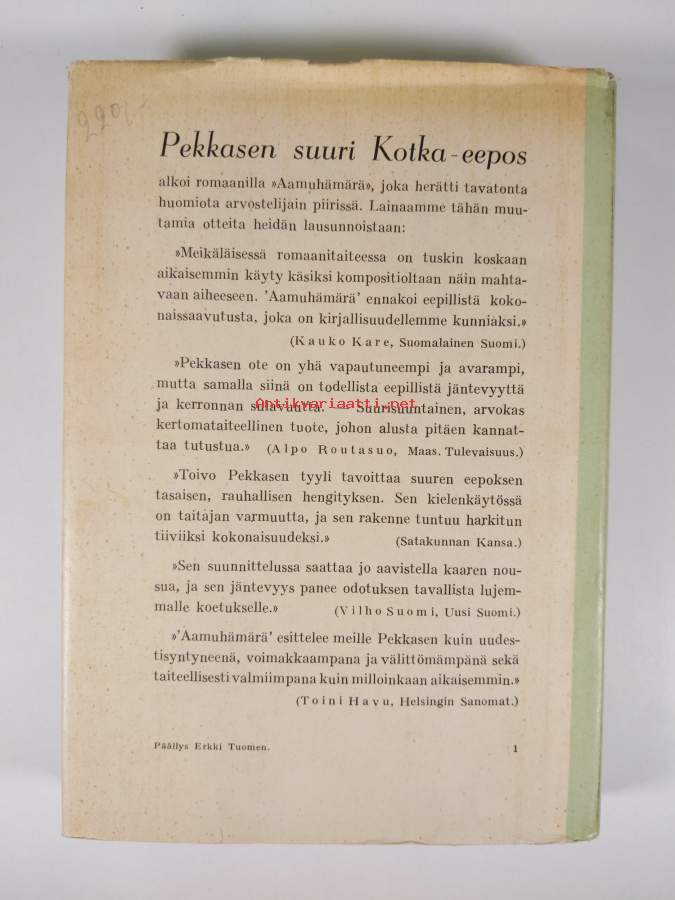 220/-
Pekkasen suuri Kotka-eepos
alkoi romaanilla »Aamuhämärä», joka herätti tavatonta
huomiota arvostelijain piirissä. Lainaamme tähän muu-
tamia otteita heidän lausunnoistaan:
»Meikäläisessä romaanitaiteessa on tuskin koskaan
aikaisemmin käyty käsiksi kompositioltaan näin mahta-
vaan aiheeseen. 'Aamuhämärä' ennakoi eepillistä koko-
naissaavutusta, joka on kirjallisuudellemme kunniaksi.»
(Kauko Kare, Suomalainen Suomi.)
»Pekkasen ote on yhä vapautuneempi ja avarampi,
mutta samalla siinä on todellista eepillistä jäntevyyttä
Antikvariaatti.net
ja kerronnan sulavuutta. — Suurisuuntainen, arvokas
kertomataiteellinen tuote, johon alusta pitäen kannat-
taa tutustua.» (Alpo Routasuo, Maas. Tulevaisuus.)
»Toivo Pekkasen tyyli tavoittaa suuren eepoksen
tasaisen, rauhallisen hengityksen. Sen kielenkäytössä
on taitajan varmuutta, ja sen rakenne tuntuu harkitun
tiiviiksi kokonaisuudeksi.» (Satakunnan Kansa.)
»Sen suunnittelussa saattaa jo aavistella kaaren nou-
sua, ja sen jäntevyys panee odotuksen tavallista lujem-
malle koetukselle.» (Vilho Suomi, Uusi Suomi.)
»'Aamuhämärä' esittelee meille Pekkasen kuin uudes-
tisyntyneenä, voimakkaampana ja välittömämpänä sekä
taiteellisesti valmiimpana kuin milloinkaan aikaisemmin.»
(Toini Havu, Helsingin Sanomat.)
Päällys Erkki Tuomen. 1